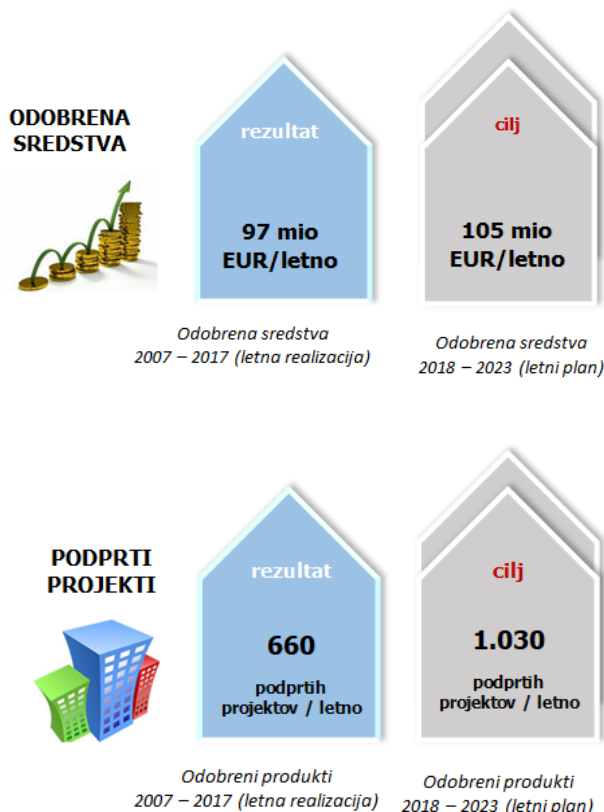 ODOBRENA
SREDSTVA
rezultat
97 mio
EUR/letno
cilj
105 mio
EUR/letno
Odobrena sredstva
2007 – 2017 (letna realizacija)
Odobrena sredstva
2018 – 2023 (letni plan)
PODPRTI
PROJEKTI
rezultat
660
podprtih
projektov / letno
cilj
1.030
podprtih
projektov / letno
Odobreni produkti
2007 – 2017 (letna realizacija)
Odobreni produkti
2018 – 2023 (letni plan)